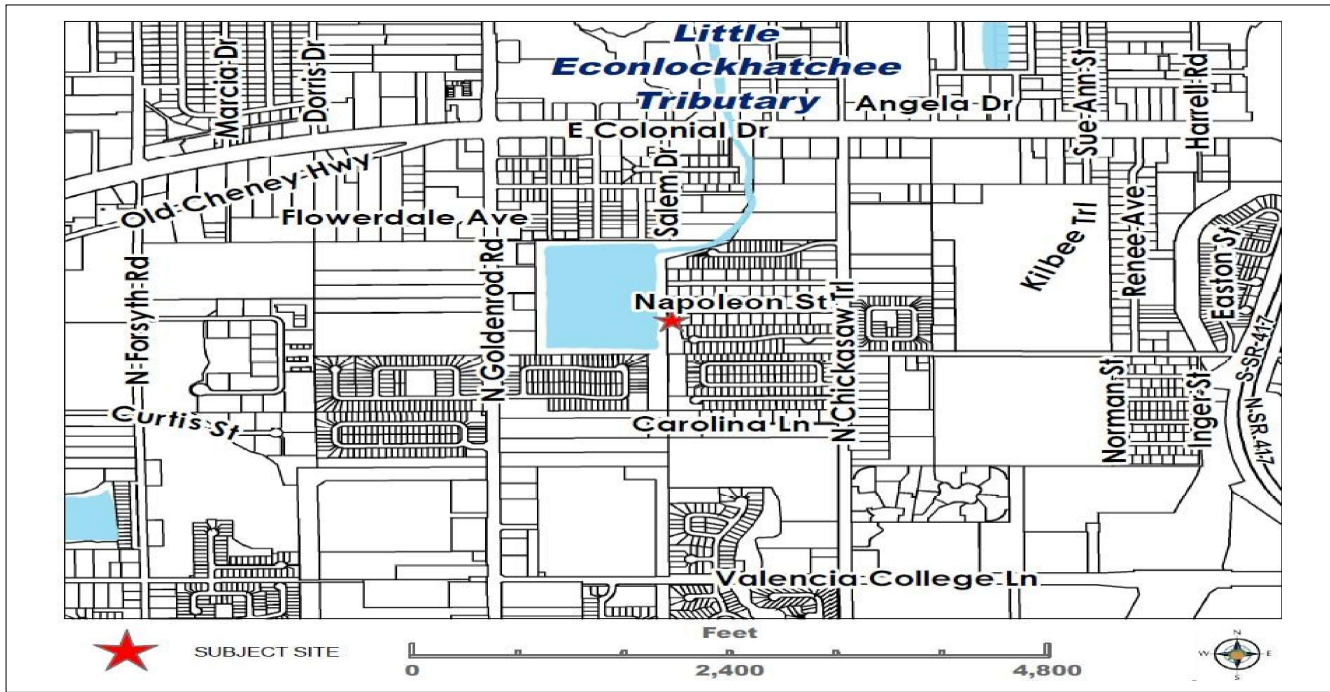 Little
Econlockhatchee
Tributary
Marcia Dr
Dorris Dr
E Colonial Dr
Angela Dr
Sue Ann St
Harrell Rd
Old Cheney Hwy
Flowerdale Ave
Salem Dr
Kilbee Trl
Renee Ave
Easton St
N Forsyth Rd
N Goldenrod Rd
Napoleon St
N Chickasaw Trl
S SR 417
N SR 417
Curtis St
Carolina Ln
Norman St
Inger St
Valencia College Ln
SUBJECT SITE
Feet
0 2,400 4,800
N
W E
S